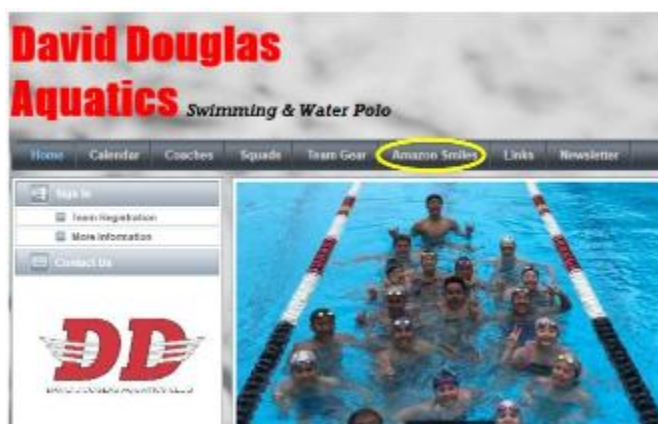 David Douglas
Aquatics Swimming & Water Polo
Home Calendar Coaches Squads Team Gear Amazon Smiles Links Newsletter
Sign In
Team Registration
More Information
Contact Us
DD